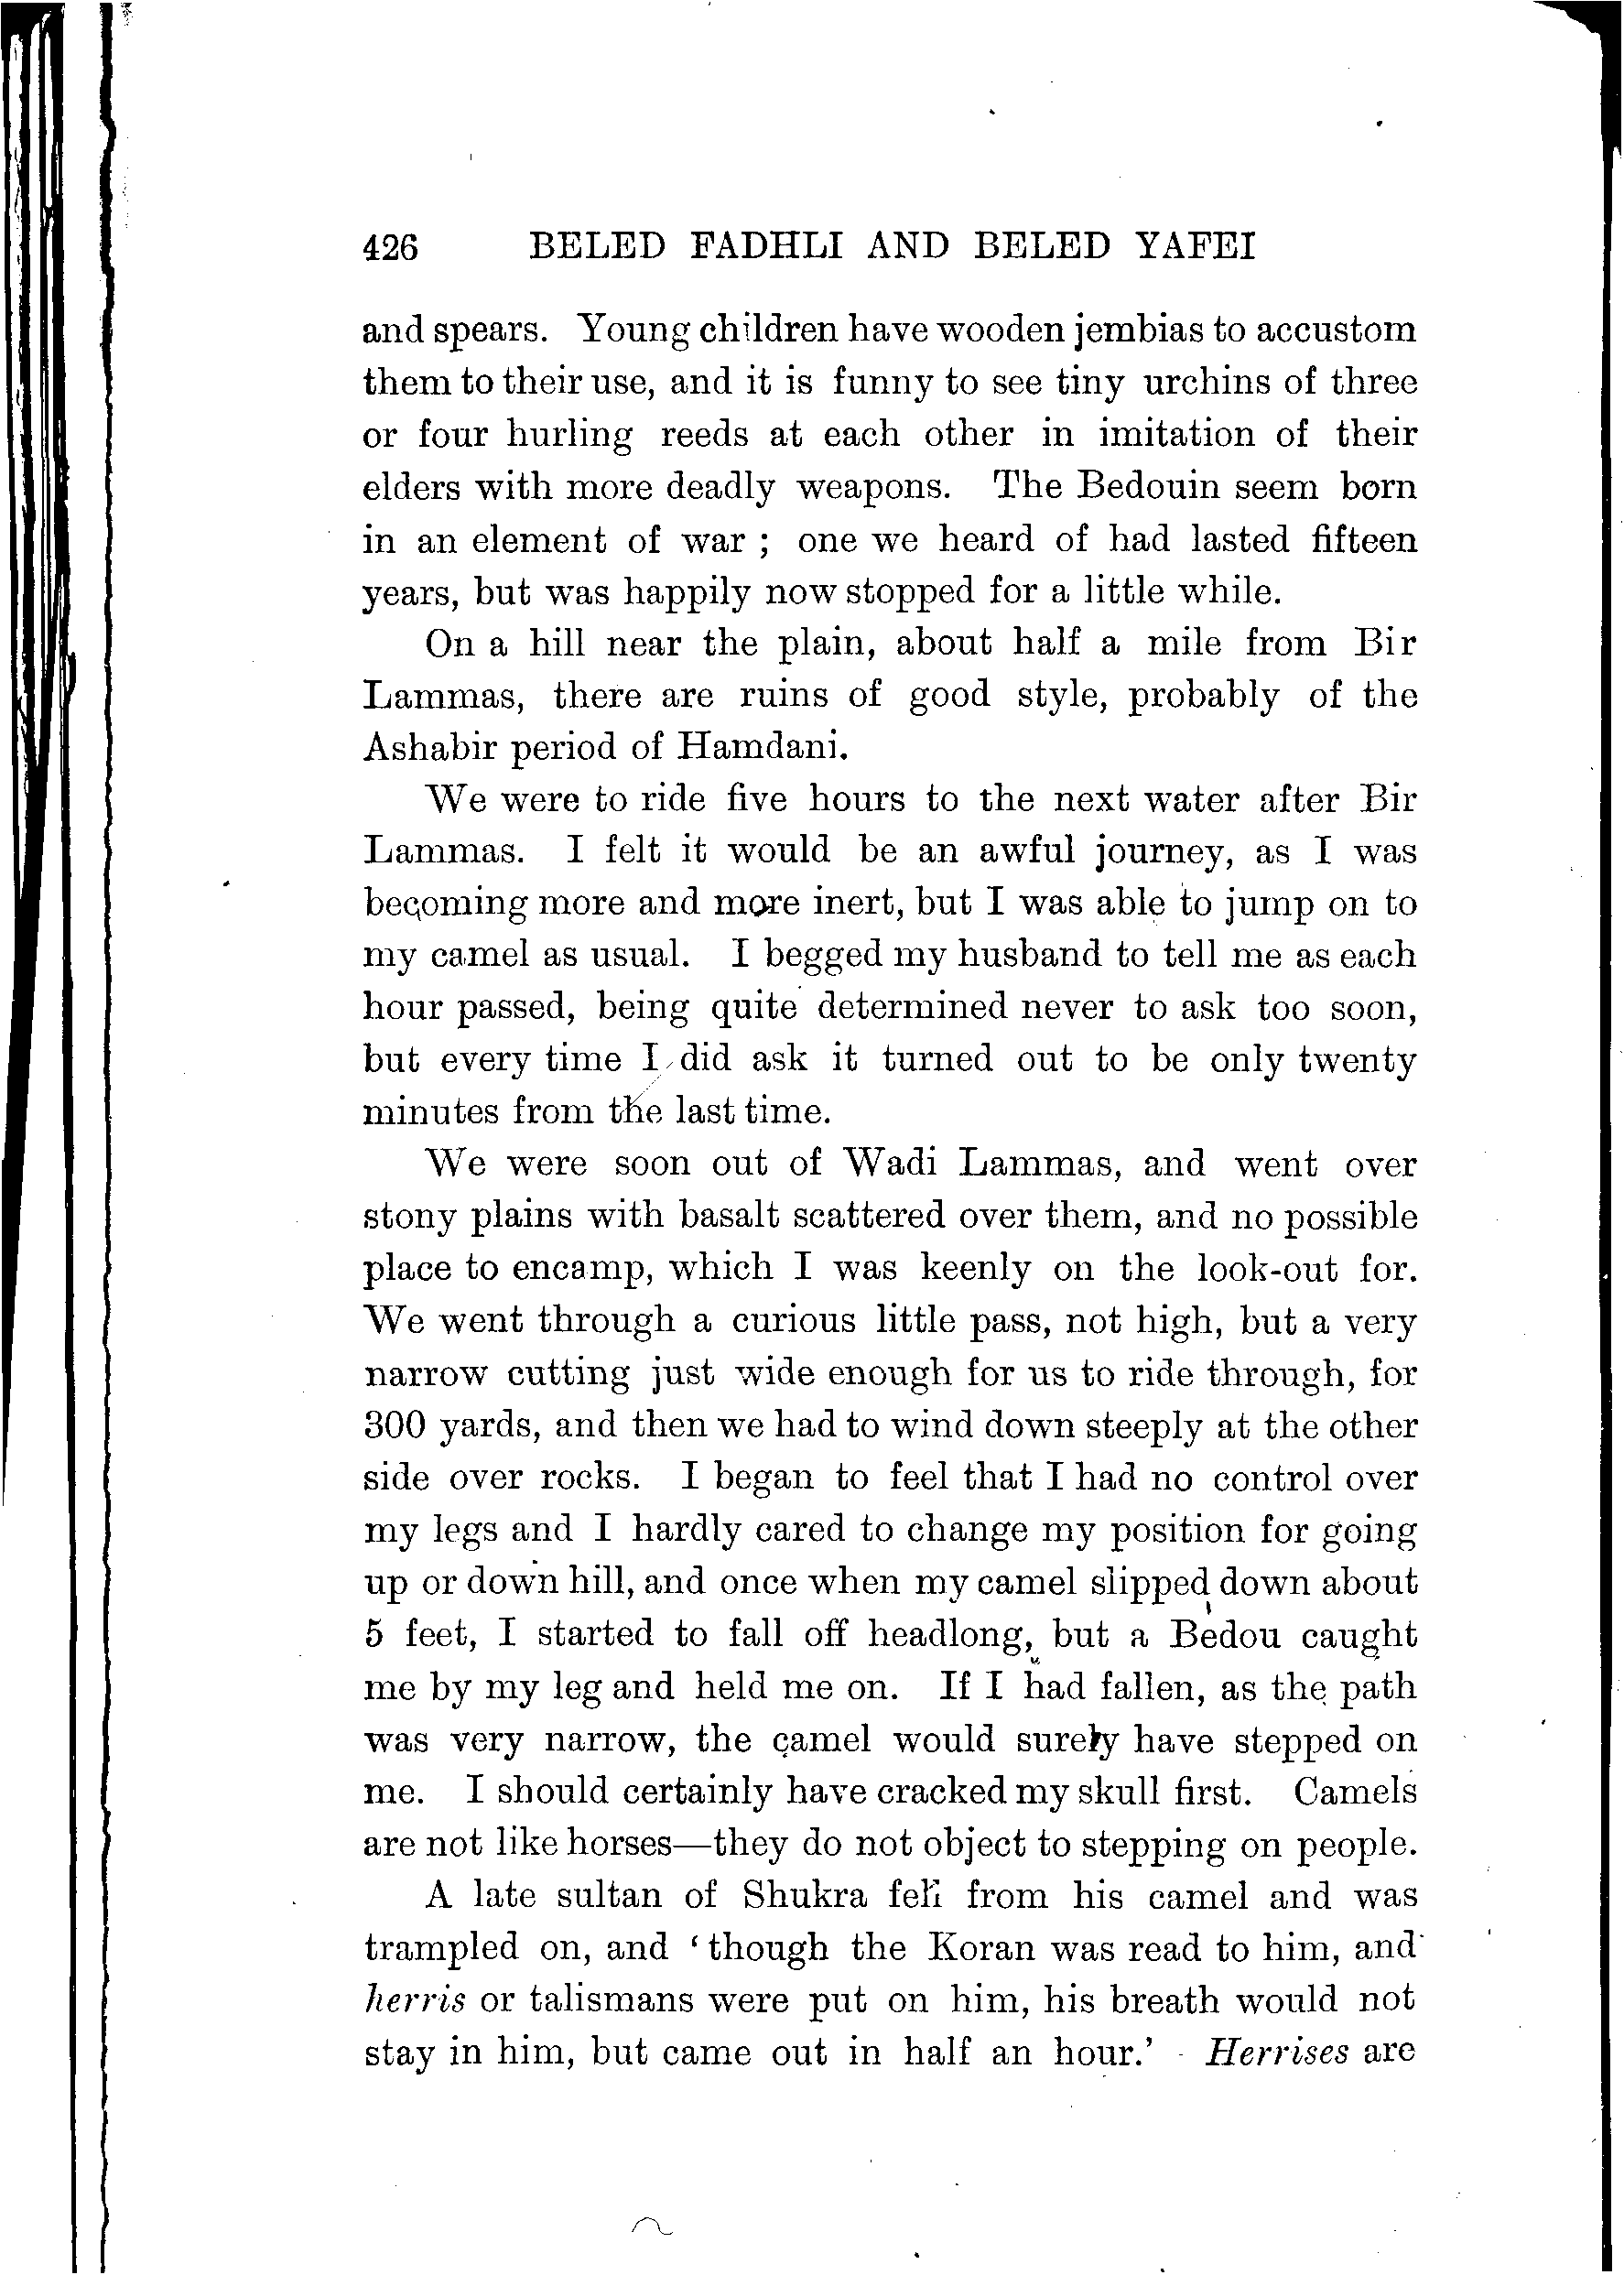 426 BELED FADHLI AND BELED YAFEI
and spears. Young children have wooden jembias to accustom
them to their use, and it is funny to see tiny urchins of three
or four hurling reeds at each other in imitation of their
elders with more deadly weapons. The Bedouin seem born
in an element of war ; one we heard of had lasted fifteen
years, but was happily now stopped for a little while.
On a hill near the plain, about half a mile from Bir
Lammas, there are ruins of good style, probably of the
Ashabir period of Hamdani.
We were to ride five hours to the next water after Bir
Lammas. I felt it would be an awful journey, as I was
becoming more and more inert, but I was able to jump on to
my camel as usual. I begged my husband to tell me as each
hour passed, being quite determined never to ask too soon,
but every time I did ask it turned out to be only twenty
minutes from the last time.
We were soon out of Wadi Lammas, and went over
stony plains with basalt scattered over them, and no possible
place to encamp, which I was keenly on the look-out for.
We went through a curious little pass, not high, but a very
narrow cutting just wide enough for us to ride through, for
300 yards, and then we had to wind down steeply at the other
side over rocks. I began to feel that I had no control over
my legs and I hardly cared to change my position for going
up or down hill, and once when my camel slipped down about
5 feet, I started to fall off headlong, but a Bedou caught
me by my leg and held me on. If I had fallen, as the path
was very narrow, the camel would surely have stepped on
me. I should certainly have cracked my skull first. Camels
are not like horses—they do not object to stepping on people.
A late sultan of Shukra fell from his camel and was
trampled on, and ‘though the Koran was read to him, and
herris or talismans were put on him, his breath would not
stay in him, but came out in half an hour.’ Herrises are